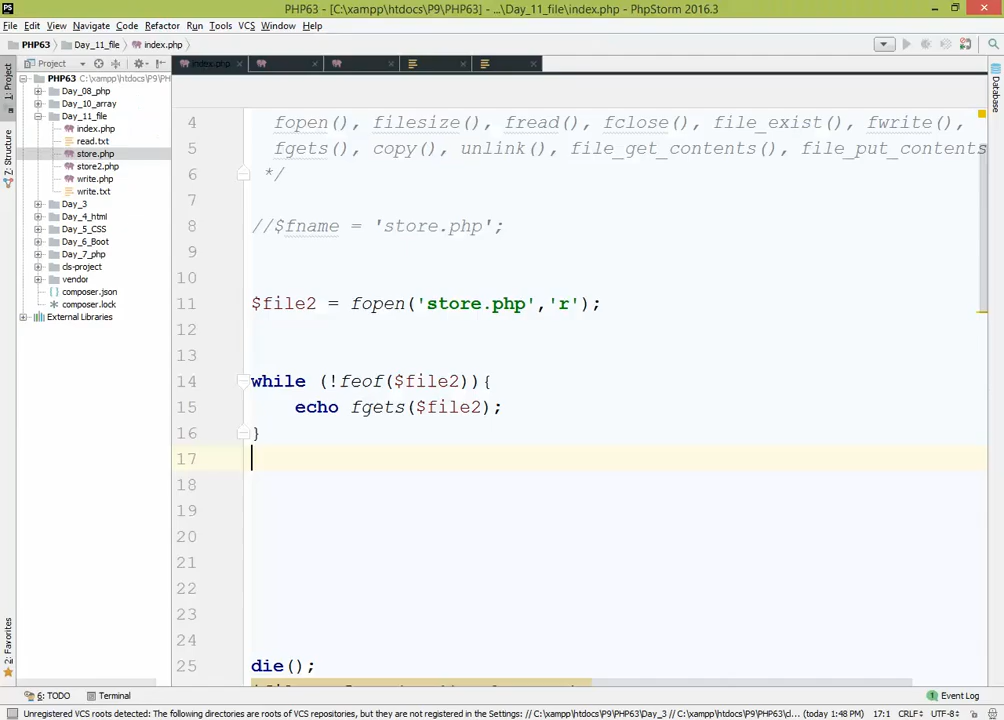 PHP63 - [C:\xampp\htdocs\P9\PHP63] - ...\Day_11_file\index.php - PhpStorm 2016.3
File Edit View Navigate Code Refactor Run Tools VCS Window Help
PHP63 Day_11_file index.php
Project
index.php
1: Project
Z: Structure
2: Favorites
Database
PHP63 C:\xampp\htdocs\P9\PH
Day_08_php
Day_10_array
Day_11_file
index.php
read.txt
store.php
store2.php
write.php
write.txt
Day_3
Day_4_html
Day_5_CSS
Day_6_Boot
Day_7_php
cls-project
vendor
composer.json
composer.lock
External Libraries
4 fopen(), filesize(), fread(), fclose(), file_exist(), fwrite(),
5 fgets(), copy(), unlink(), file_get_contents(), file_put_contents
6 */
7
8 //$fname = 'store.php';
9
10
11 $file2 = fopen('store.php','r');
12
13
14 while (!feof($file2)){
15 echo fgets($file2);
16 }
17
18
19
20
21
22
23
24
25 die();
6: TODO Terminal Event Log
Unregistered VCS roots detected: The following directories are roots of VCS repositories, but they are not registered in the Settings: // C:/xampp/htdocs/P9/PHP63/Day_3 // C:/xampp/htdocs/P9/PHP63/cl... (today 1:48 PM) 17:1 CRLF÷ UTF-8÷